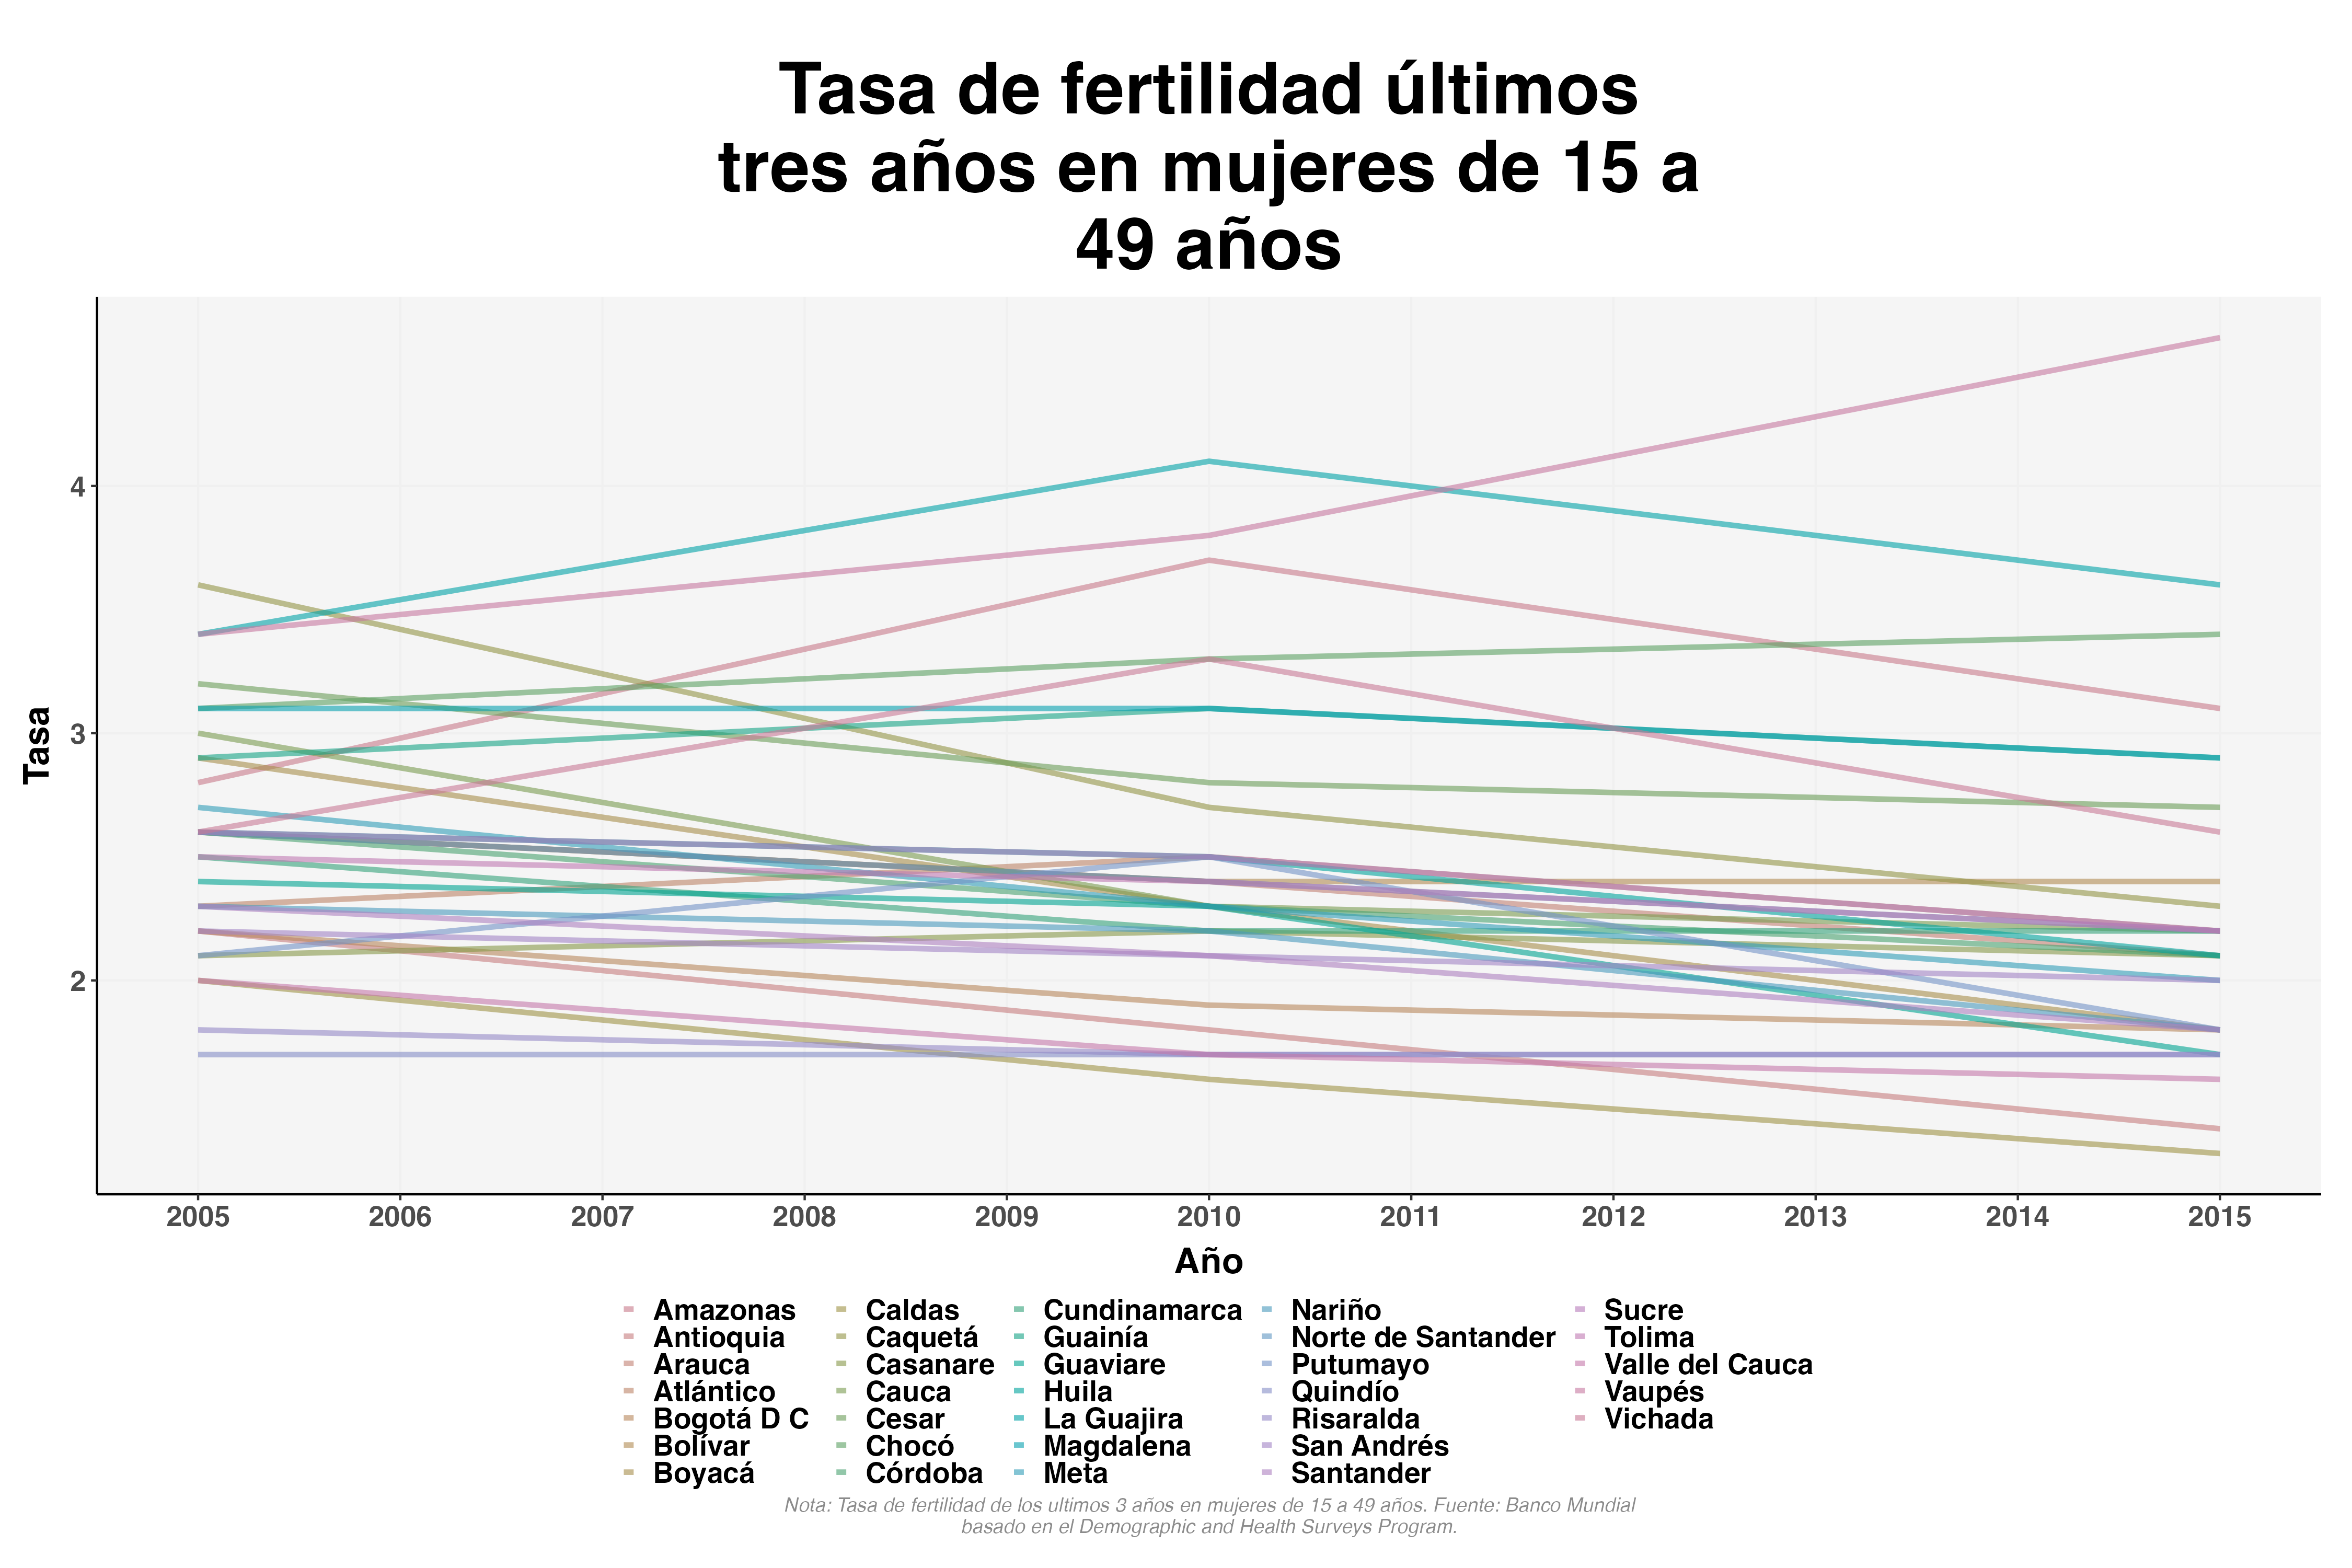 Tasa de fertilidad últimos
tres años en mujeres de 15 a
49 años
Tasa
4
3
2
2005 2006 2007 2008 2009 2010 2011 2012 2013 2014 2015
Año
Amazonas Caldas Cundinamarca Nariño Sucre
Antioquia Caquetá Guainía Norte de Santander Tolima
Arauca Casanare Guaviare Putumayo Valle del Cauca
Atlántico Cauca Huila Quindío Vaupés
Bogotá D C Cesar La Guajira Risaralda Vichada
Bolívar Chocó Magdalena San Andrés
Boyacá Córdoba Meta Santander
Nota: Tasa de fertilidad de los ultimos 3 años en mujeres de 15 a 49 años. Fuente: Banco Mundial
basado en el Demographic and Health Surveys Program.